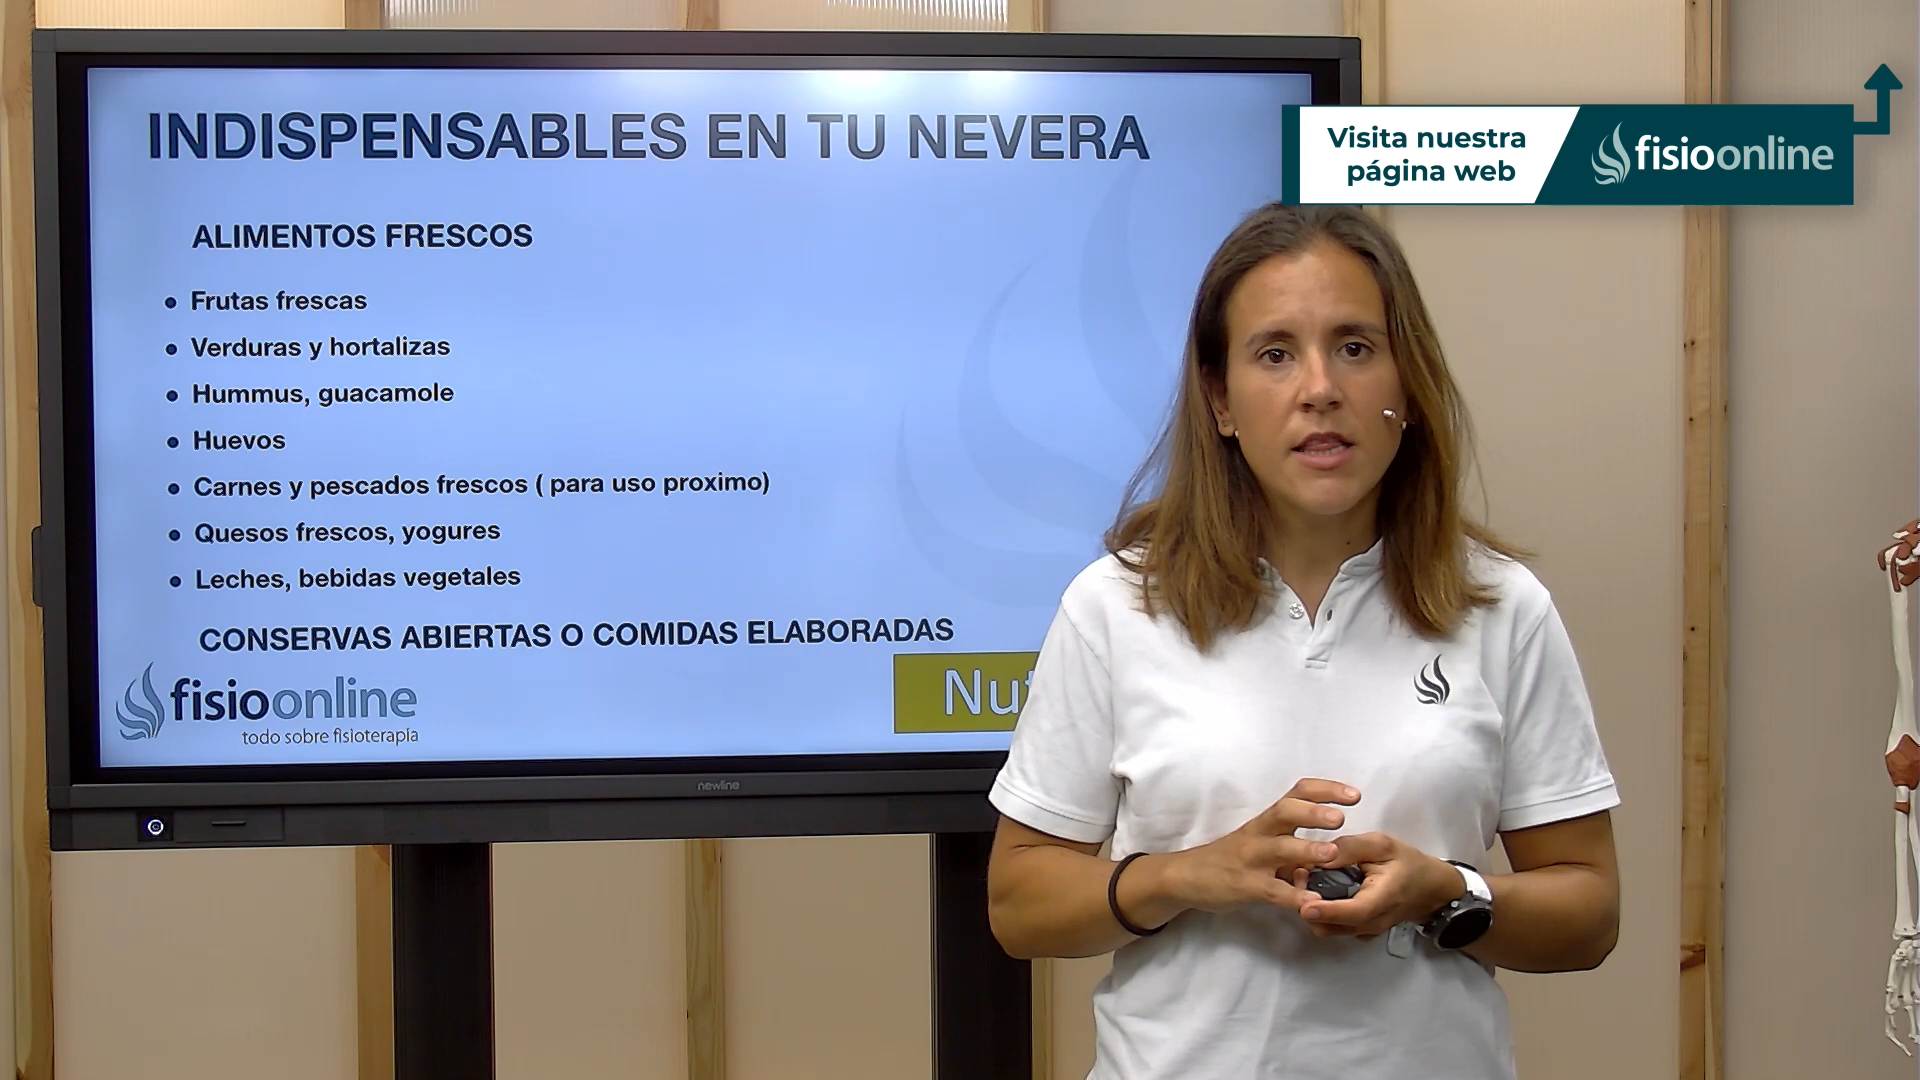 INDISPENSABLES EN TU NEVERA
ALIMENTOS FRESCOS
Frutas frescas
Verduras y hortalizas
Hummus, guacamole
Huevos
Carnes y pescados frescos ( para uso proximo)
Quesos frescos, yogures
Leches, bebidas vegetales
CONSERVAS ABIERTAS O COMIDAS ELABORADAS
fisioonline
todo sobre fisioterapia
newline
Visita nuestra
página web
fisioonline